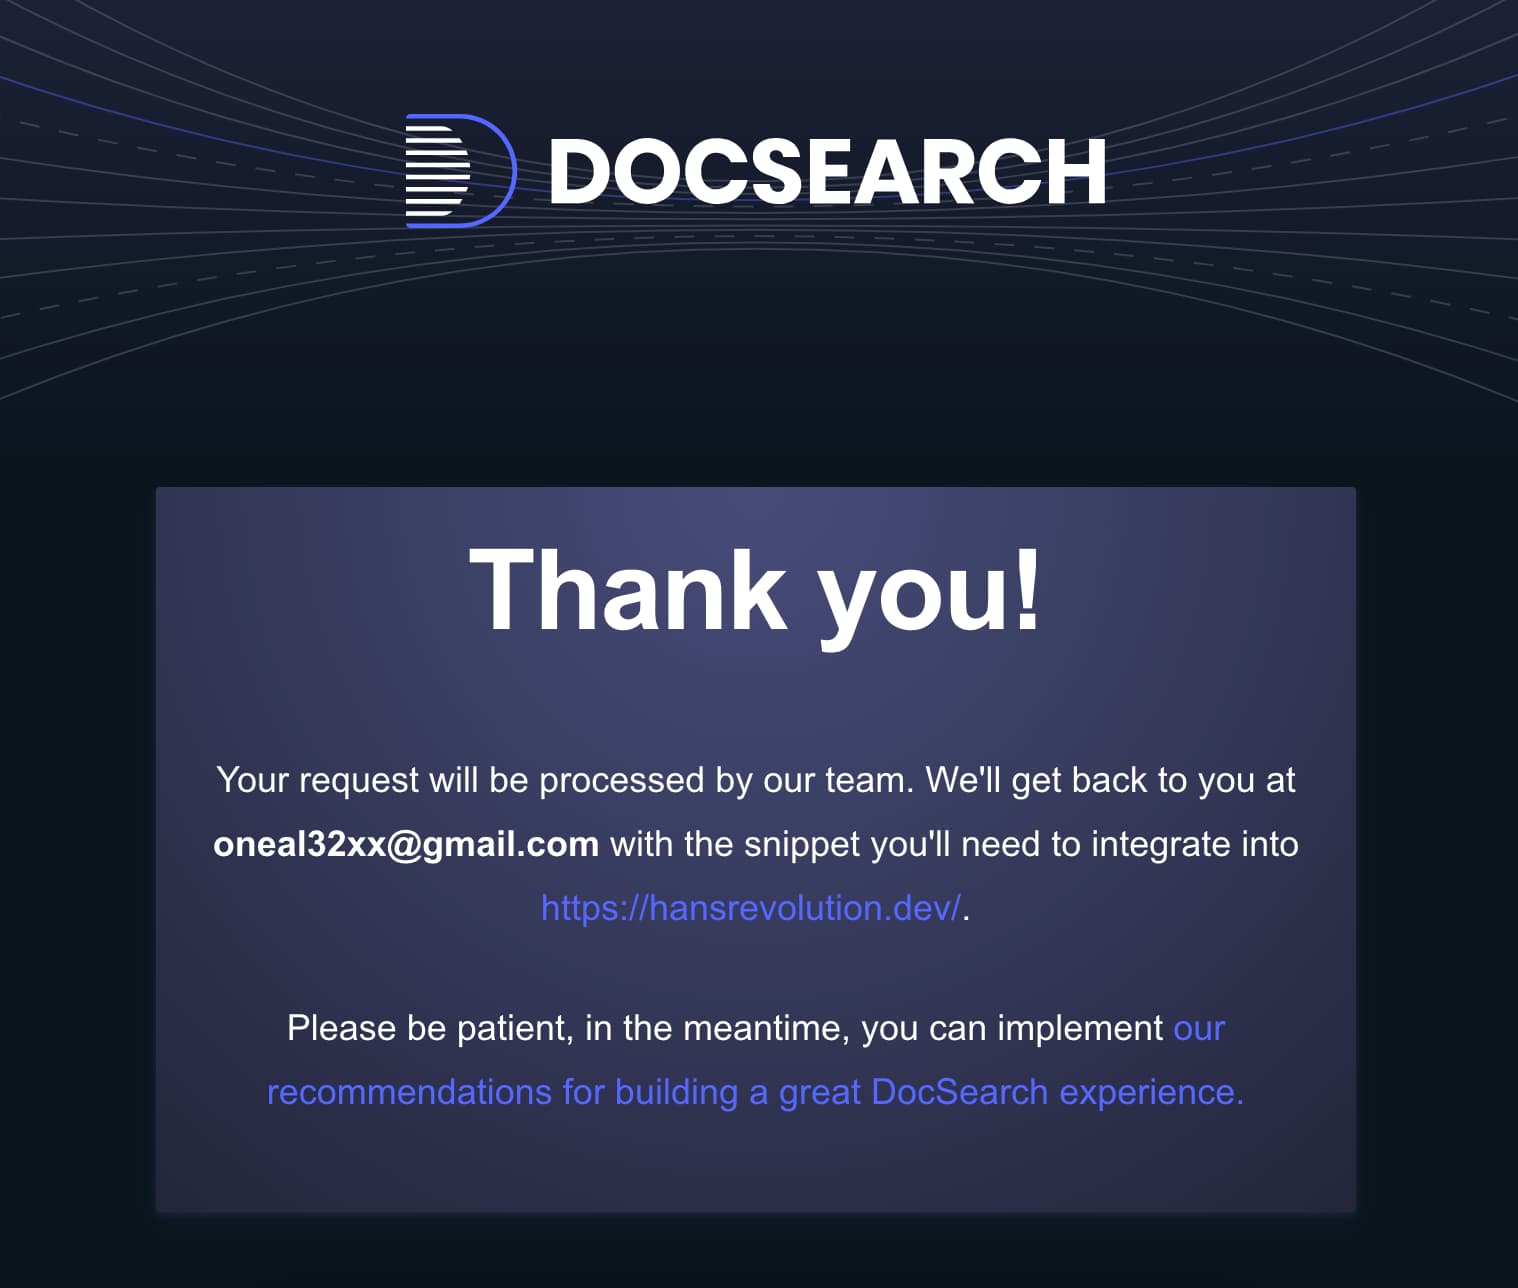 DOCSEARCH
Thank you!
Your request will be processed by our team. We'll get back to you at
oneal32xx@gmail.com with the snippet you'll need to integrate into
https://hansrevolution.dev/.
Please be patient, in the meantime, you can implement our
recommendations for building a great DocSearch experience.